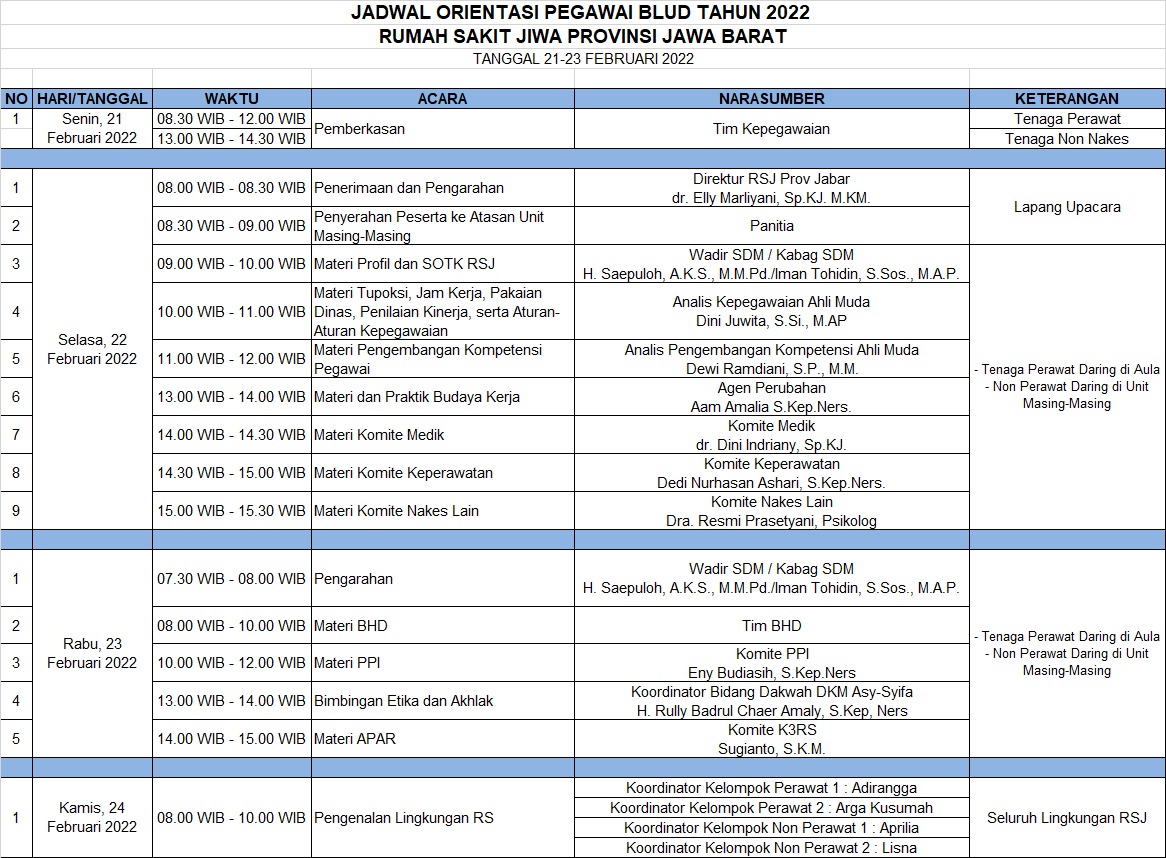 JADWAL ORIENTASI PEGAWAI BLUD TAHUN 2022
RUMAH SAKIT JIWA PROVINSI JAWA BARAT
TANGGAL 21-23 FEBRUARI 2022
NO HARI/TANGGAL WAKTU ACARA NARASUMBER KETERANGAN
1 Senin, 21 08.30 WIB - 12.00 WIB Pemberkasan Tim Kepegawaian Tenaga Perawat
Februari 2022 13.00 WIB - 14.30 WIB Tenaga Non Nakes
Selasa, 22
Februari 2022
1 08.00 WIB - 08.30 WIB Penerimaan dan Pengarahan
Direktur RSJ Prov Jabar
dr. Elly Marliyani, Sp.KJ. M.KM.
Lapang Upacara
2 08.30 WIB - 09.00 WIB
Penyerahan Peserta ke Atasan Unit
Masing-Masing
Panitia
3 09.00 WIB - 10.00 WIB Materi Profil dan SOTK RSJ
Wadir SDM / Kabag SDM
H. Saepuloh, A.K.S., M.M.Pd./Iman Tohidin, S.Sos., M.A.P.
4 10.00 WIB - 11.00 WIB
Materi Tupoksi, Jam Kerja, Pakaian
Dinas, Penilaian Kinerja, serta Aturan-
Aturan Kepegawaian
Analis Kepegawaian Ahli Muda
Dini Juwita, S.Si., M.AP
5 11.00 WIB - 12.00 WIB
Materi Pengembangan Kompetensi
Pegawai
Analis Pengembangan Kompetensi Ahli Muda
Dewi Ramdiani, S.P., M.M.
- Tenaga Perawat Daring di Aula
- Non Perawat Daring di Unit
Masing-Masing
6 13.00 WIB - 14.00 WIB Materi dan Praktik Budaya Kerja
Agen Perubahan
Aam Amalia S.Kep.Ners.
7 14.00 WIB - 14.30 WIB Materi Komite Medik
Komite Medik
dr. Dini Indriany, Sp.KJ.
8 14.30 WIB - 15.00 WIB Materi Komite Keperawatan
Komite Keperawatan
Dedi Nurhasan Ashari, S.Kep.Ners.
9 15.00 WIB - 15.30 WIB Materi Komite Nakes Lain
Komite Nakes Lain
Dra. Resmi Prasetyani, Psikolog
Rabu, 23
Februari 2022
1 07.30 WIB - 08.00 WIB Pengarahan
Wadir SDM / Kabag SDM
H. Saepuloh, A.K.S., M.M.Pd./Iman Tohidin, S.Sos., M.A.P.
2 08.00 WIB - 10.00 WIB Materi BHD Tim BHD
- Tenaga Perawat Daring di Aula
- Non Perawat Daring di Unit
Masing-Masing
3 10.00 WIB - 12.00 WIB Materi PPI
Komite PPI
Eny Budiasih, S.Kep.Ners
4 13.00 WIB - 14.00 WIB Bimbingan Etika dan Akhlak
Koordinator Bidang Dakwah DKM Asy-Syifa
H. Rully Badrul Chaer Amaly, S.Kep, Ners
5 14.00 WIB - 15.00 WIB Materi APAR
Komite K3RS
Sugianto, S.K.M.
Kamis, 24
Februari 2022
1 08.00 WIB - 10.00 WIB Pengenalan Lingkungan RS
Koordinator Kelompok Perawat 1 : Adirangga
Koordinator Kelompok Perawat 2 : Arga Kusumah
Koordinator Kelompok Non Perawat 1 : Aprilia
Koordinator Kelompok Non Perawat 2 : Lisna
Seluruh Lingkungan RSJ